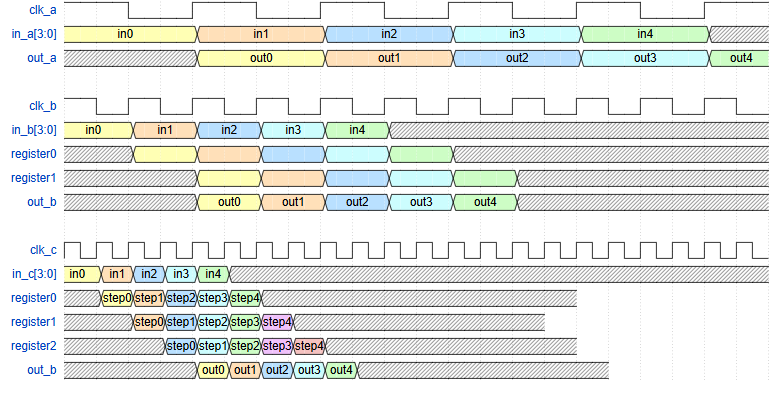 clk_a
in_a[3:0] in0 in1 in2 in3 in4
out_a out0 out1 out2 out3 out4
clk_b
in_b[3:0] in0 in1 in2 in3 in4
register0
register1
out_b out0 out1 out2 out3 out4
clk_c
in_c[3:0] in0 in1 in2 in3 in4
register0 step0 step1 step2 step3 step4
register1 step0 step1 step2 step3 step4
register2 step0 step1 step2 step3 step4
out_b out0 out1 out2 out3 out4